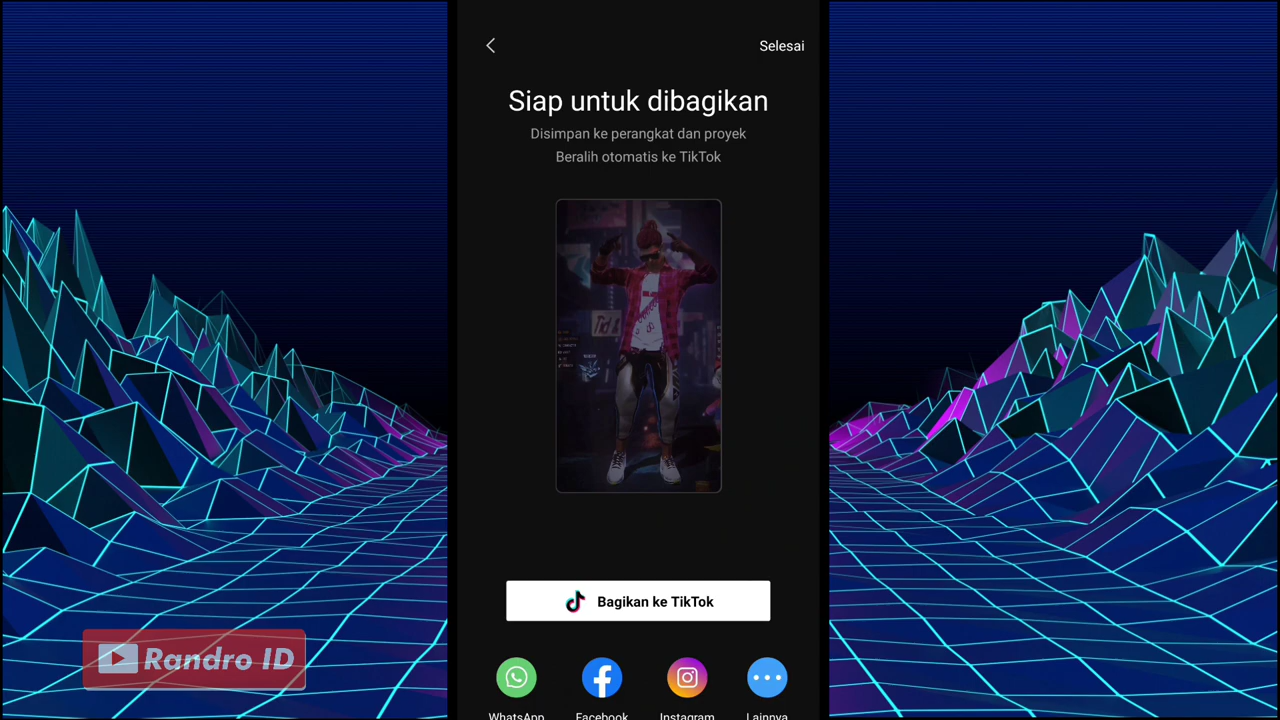 Selesai
Siap untuk dibagikan
Disimpan ke perangkat dan proyek
Beralih otomatis ke TikTok
Bagikan ke TikTok
Randro ID
WhatsApp Facebook Instagram Lainnya